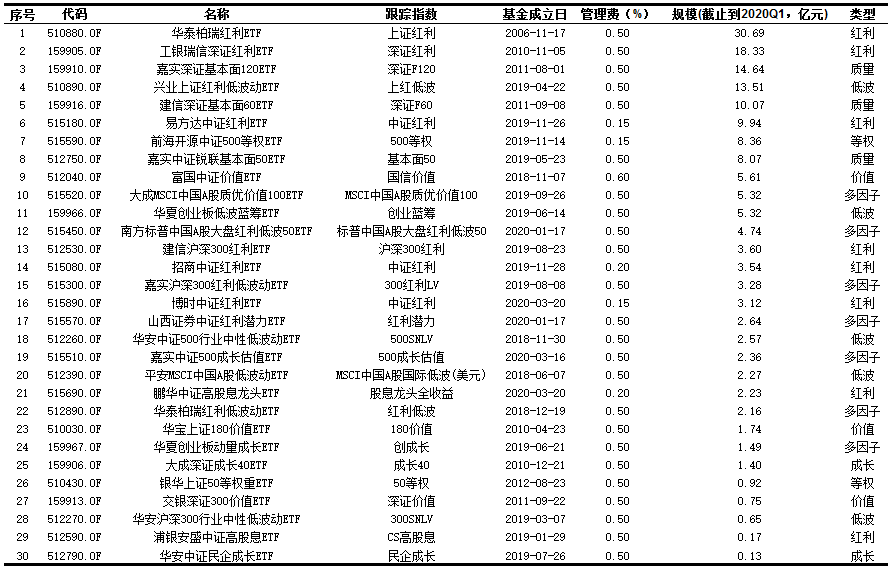 序号 代码 名称 跟踪指数 基金成立日 管理费（%） 规模(截止到2020Q1，亿元) 类型
1 510880.OF 华泰柏瑞红利ETF 上证红利 2006-11-17 0.50 30.69 红利
2 159905.OF 工银瑞信深证红利ETF 深证红利 2010-11-05 0.50 18.33 红利
3 159910.OF 嘉实深证基本面120ETF 深证F120 2011-08-01 0.50 14.64 质量
4 510890.OF 兴业上证红利低波动ETF 上红低波 2019-04-22 0.50 13.51 低波
5 159916.OF 建信深证基本面60ETF 深证F60 2011-09-08 0.50 10.07 质量
6 515180.OF 易方达中证红利ETF 中证红利 2019-11-26 0.15 9.94 红利
7 515590.OF 前海开源中证500等权ETF 500等权 2019-11-14 0.15 8.36 等权
8 512750.OF 嘉实中证锐联基本面50ETF 基本面50 2019-05-23 0.50 8.07 质量
9 512040.OF 富国中证价值ETF 国信价值 2018-11-07 0.60 5.61 价值
10 515520.OF 大成MSCI中国A股质优价值100ETF MSCI中国A股质优价值100 2019-09-26 0.50 5.32 多因子
11 159966.OF 华夏创业板低波蓝筹ETF 创业蓝筹 2019-06-14 0.50 5.32 低波
12 515450.OF 南方标普中国A股大盘红利低波50ETF 标普中国A股大盘红利低波50 2020-01-17 0.50 4.74 多因子
13 512530.OF 建信沪深300红利ETF 沪深300红利 2019-08-23 0.50 3.60 红利
14 515080.OF 招商中证红利ETF 中证红利 2019-11-28 0.20 3.54 红利
15 515300.OF 嘉实沪深300红利低波动ETF 300红利LV 2019-08-08 0.50 3.28 多因子
16 515890.OF 博时中证红利ETF 中证红利 2020-03-20 0.15 3.12 红利
17 515570.OF 山西证券中证红利潜力ETF 红利潜力 2020-01-17 0.50 2.64 多因子
18 512260.OF 华安中证500行业中性低波动ETF 500SNLV 2018-11-30 0.50 2.57 低波
19 515510.OF 嘉实中证500成长估值ETF 500成长估值 2020-03-16 0.50 2.36 多因子
20 512390.OF 平安MSCI中国A股低波动ETF MSCI中国A股国际低波(美元) 2018-06-07 0.50 2.27 低波
21 515690.OF 鹏华中证高股息龙头ETF 股息龙头全收益 2020-03-20 0.20 2.23 红利
22 512890.OF 华泰柏瑞红利低波动ETF 红利低波 2018-12-19 0.50 2.16 多因子
23 510030.OF 华宝上证180价值ETF 180价值 2010-04-23 0.50 1.74 价值
24 159967.OF 华夏创业板动量成长ETF 创成长 2019-06-21 0.50 1.49 多因子
25 159906.OF 大成深证成长40ETF 成长40 2010-12-21 0.50 1.40 成长
26 510430.OF 银华上证50等权重ETF 50等权 2012-08-23 0.50 0.92 等权
27 159913.OF 交银深证300价值ETF 深证价值 2011-09-22 0.50 0.75 价值
28 512270.OF 华安沪深300行业中性低波动ETF 300SNLV 2019-03-07 0.50 0.65 低波
29 512590.OF 浦银安盛中证高股息ETF CS高股息 2019-01-29 0.50 0.17 红利
30 512790.OF 华安中证民企成长ETF 民企成长 2019-07-26 0.50 0.13 成长